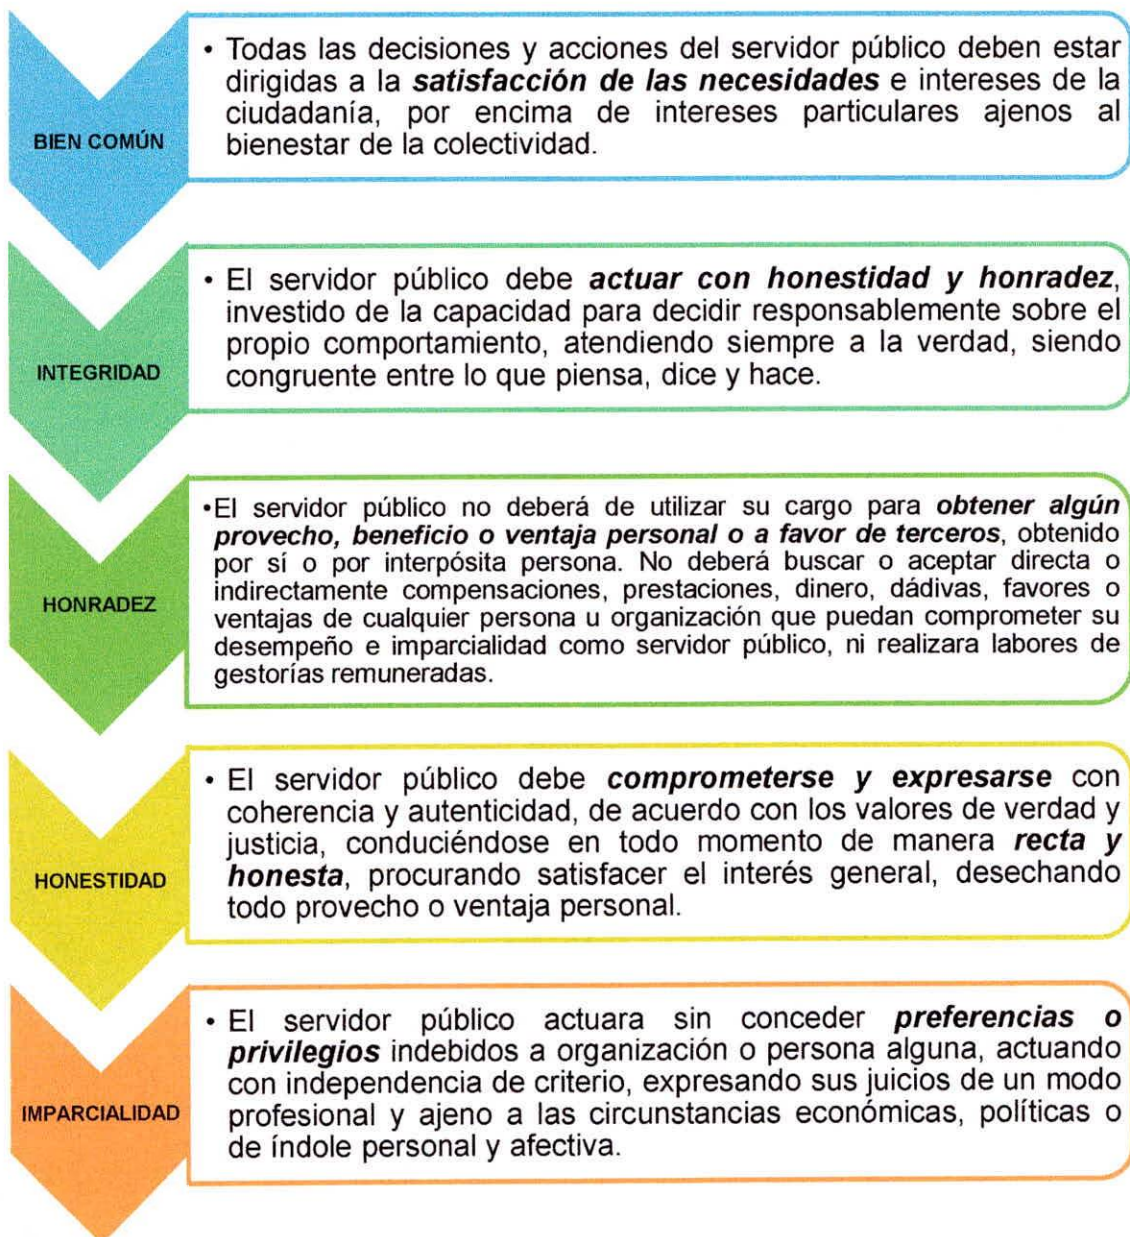 BIEN COMÚN
• Todas las decisiones y acciones del servidor público deben estar
dirigidas a la satisfacción de las necesidades e intereses de la
ciudadanía, por encima de intereses particulares ajenos al
bienestar de la colectividad.
INTEGRIDAD
• El servidor público debe actuar con honestidad y honradez,
investido de la capacidad para decidir responsablemente sobre el
propio comportamiento, atendiendo siempre a la verdad, siendo
congruente entre lo que piensa, dice y hace.
HONRADEZ
•El servidor público no deberá de utilizar su cargo para obtener algún
provecho, beneficio o ventaja personal o a favor de terceros, obtenido
por sí o por interpósita persona. No deberá buscar o aceptar directa o
indirectamente compensaciones, prestaciones, dinero, dádivas, favores o
ventajas de cualquier persona u organización que puedan comprometer su
desempeño e imparcialidad como servidor público, ni realizara labores de
gestorías remuneradas.
HONESTIDAD
• El servidor público debe comprometerse y expresarse con
coherencia y autenticidad, de acuerdo con los valores de verdad y
justicia, conduciéndose en todo momento de manera recta y
honesta, procurando satisfacer el interés general, desechando
todo provecho o ventaja personal.
IMPARCIALIDAD
• El servidor público actuara sin conceder preferencias o
privilegios indebidos a organización o persona alguna, actuando
con independencia de criterio, expresando sus juicios de un modo
profesional y ajeno a las circunstancias económicas, políticas o
de índole personal y afectiva.